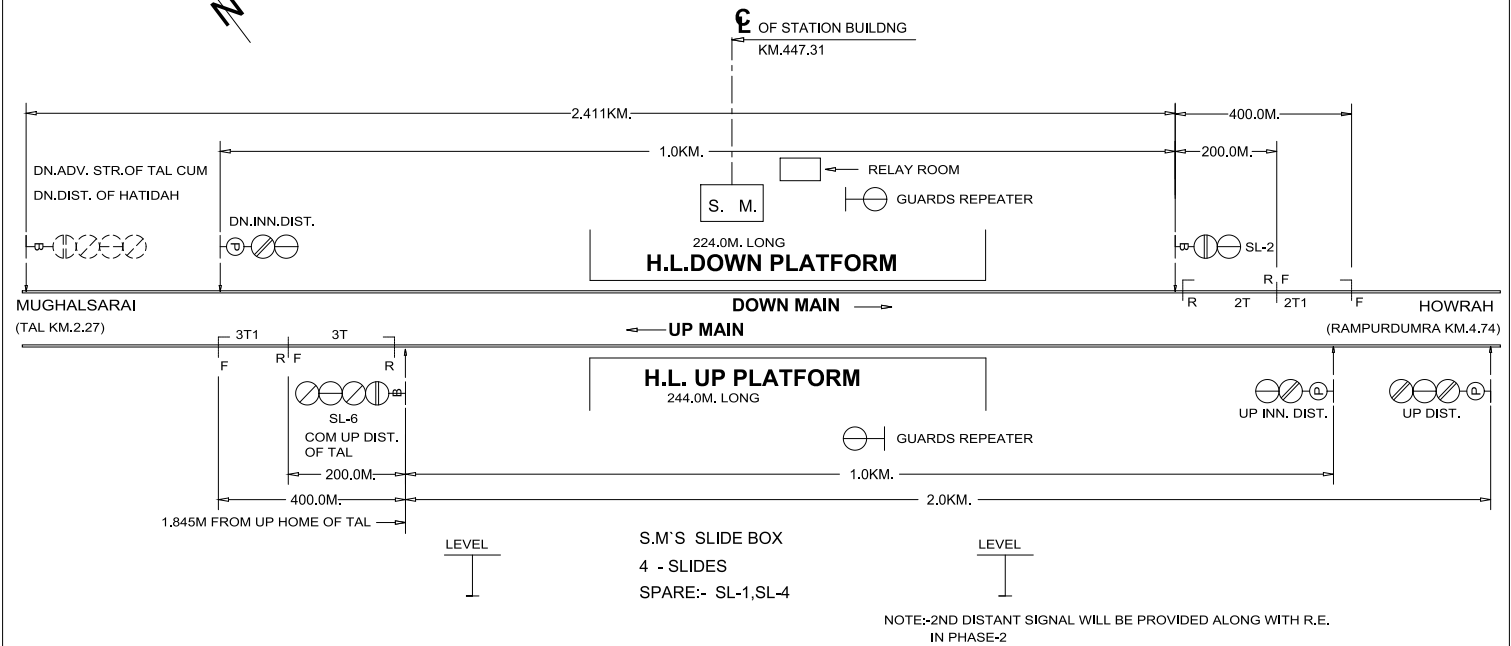 N
℄ OF STATION BUILDNG
KM.447.31
2.411KM.
400.0M.
1.0KM.
200.0M.
DN.ADV. STR.OF TAL CUM
DN.DIST. OF HATIDAH
RELAY ROOM
S. M.
GUARDS REPEATER
DN.INN.DIST.
B
P
224.0M. LONG
H.L.DOWN PLATFORM
B
SL-2
R F
MUGHALSARAI
DOWN MAIN
R 2T 2T1 F
HOWRAH
(TAL KM.2.27)
UP MAIN
(RAMPURDUMRA KM.4.74)
3T1 3T
F R F R
H.L. UP PLATFORM
244.0M. LONG
B
P
P
SL-6
COM UP DIST.
OF TAL
UP INN. DIST.
UP DIST.
GUARDS REPEATER
200.0M.
1.0KM.
400.0M.
2.0KM.
1.845M FROM UP HOME OF TAL
LEVEL
S.M`S SLIDE BOX
4 - SLIDES
SPARE:- SL-1,SL-4
LEVEL
NOTE:-2ND DISTANT SIGNAL WILL BE PROVIDED ALONG WITH R.E.
IN PHASE-2